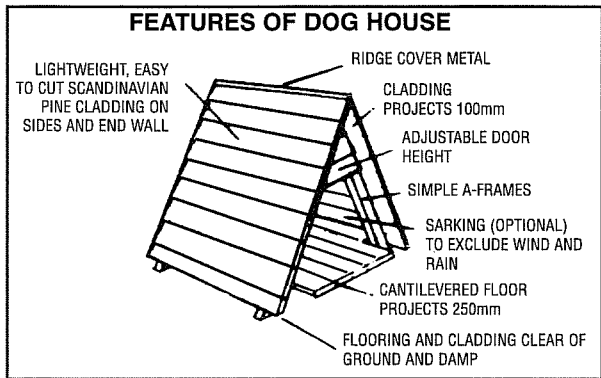 FEATURES OF DOG HOUSE
RIDGE COVER METAL
LIGHTWEIGHT, EASY
TO CUT SCANDINAVIAN
PINE CLADDING ON
SIDES AND END WALL
CLADDING
PROJECTS 100mm
ADJUSTABLE DOOR
HEIGHT
SIMPLE A-FRAMES
SARKING (OPTIONAL)
TO EXCLUDE WIND AND
RAIN
CANTILEVERED FLOOR
PROJECTS 250mm
FLOORING AND CLADDING CLEAR OF
GROUND AND DAMP